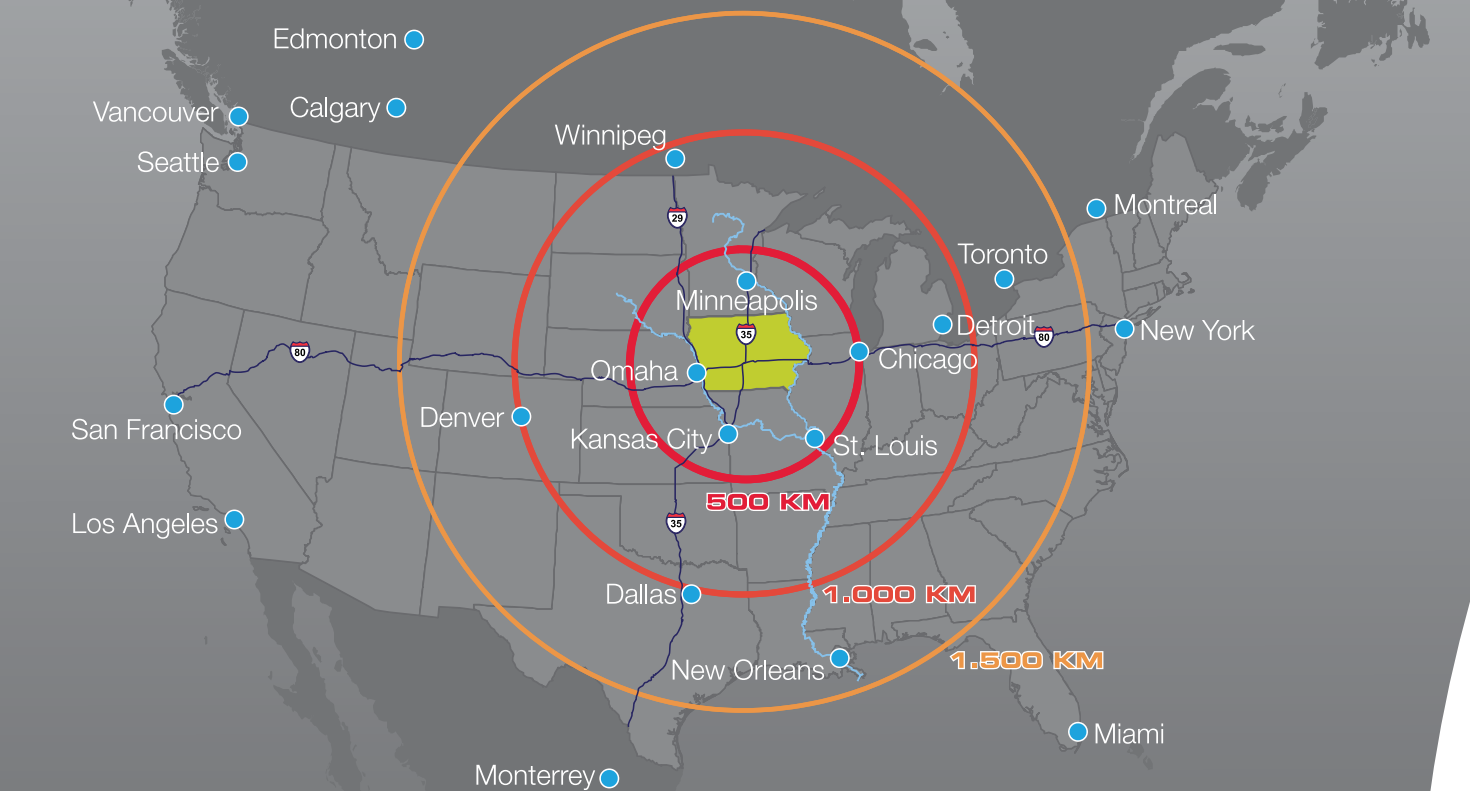 Edmonton
Calgary
Vancouver
Seattle
Winnipeg
29
Montreal
Toronto
Minneapolis
35
Detroit
80
New York
80
Chicago
Omaha
San Francisco
Denver
Kansas City
St. Louis
500 KM
Los Angeles
35
Dallas
1.000 KM
New Orleans
1.500 KM
Miami
Monterrey